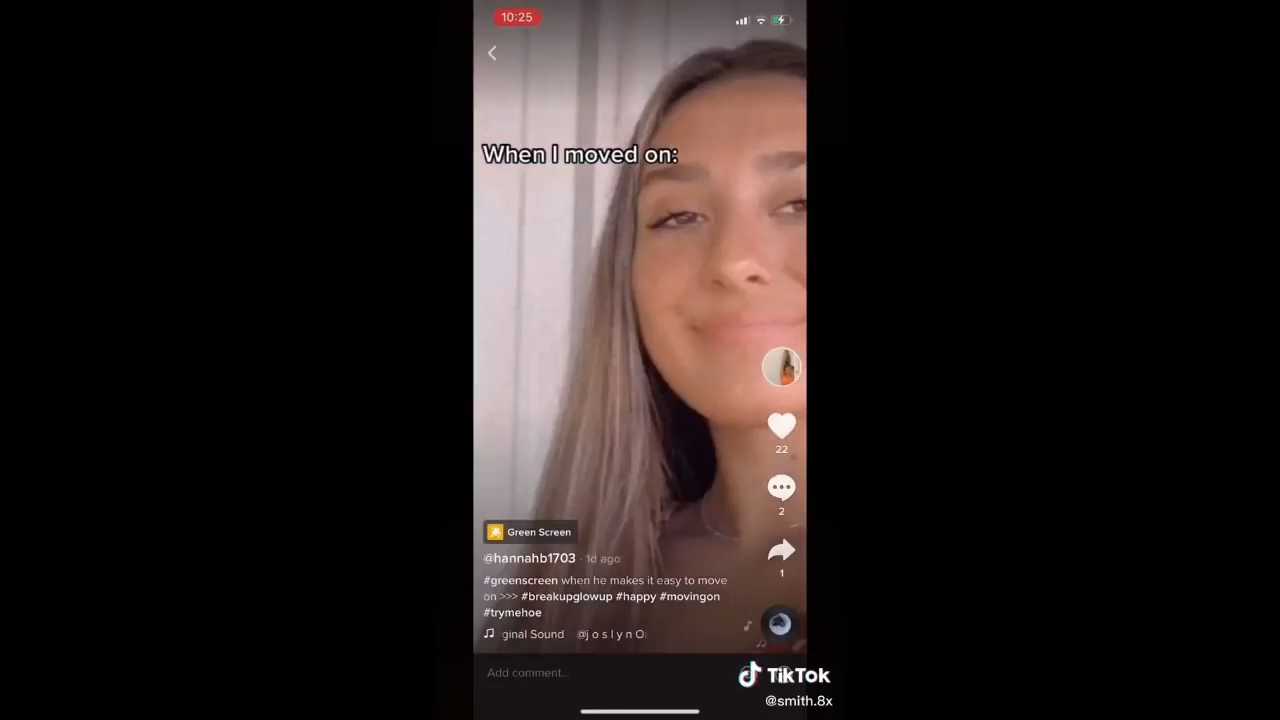 10:25
When I moved on:
22
2
1
Green Screen
@hannahb1703 · 1d ago
#greenscreen when he makes it easy to move
on >>> #breakupglowup #happy #movingon
#trymehoe
ginal Sound @j o s l y n O
Add comment...
TikTok
@smith.8x